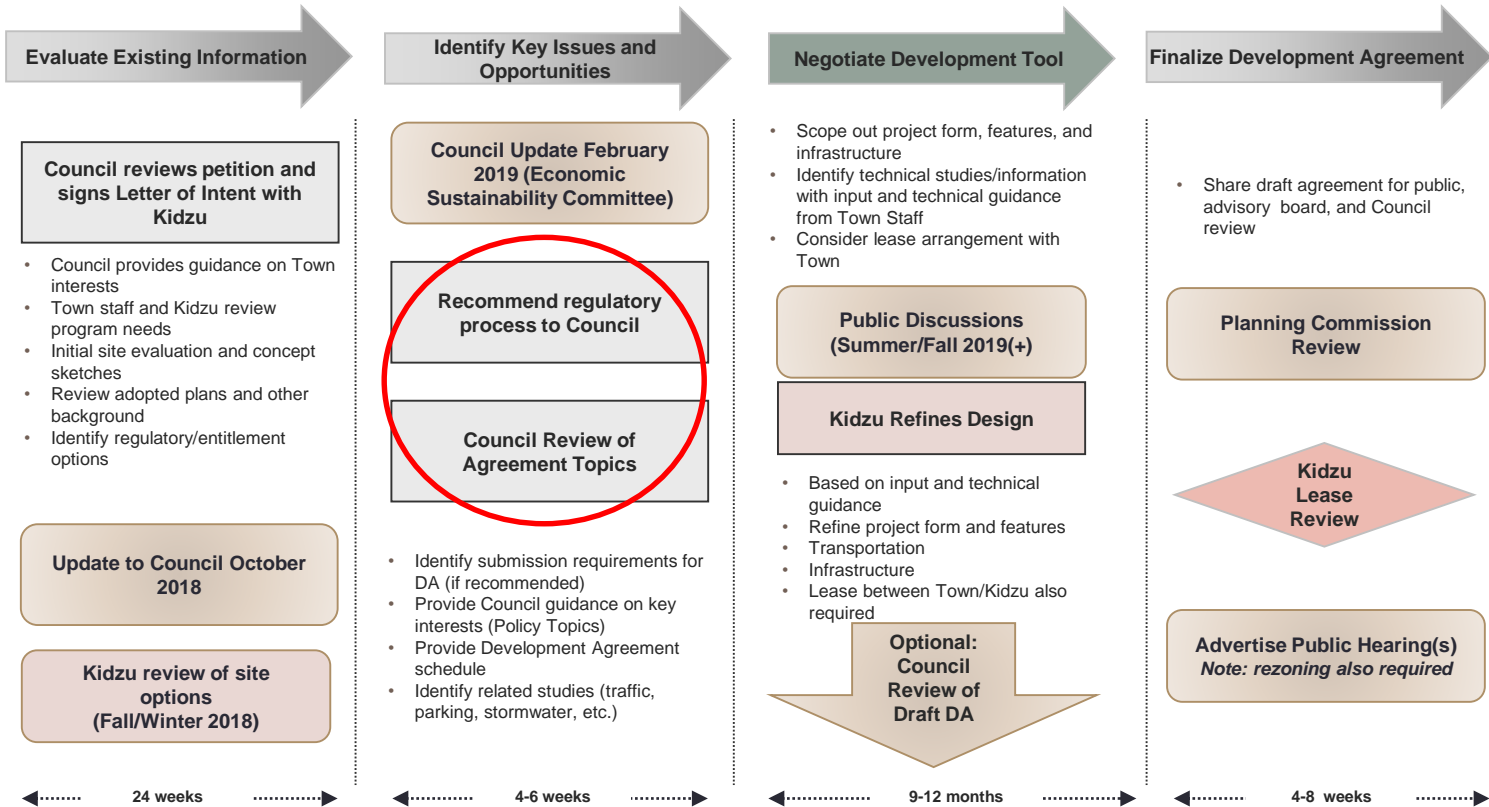 Evaluate Existing Information
Identify Key Issues and
Opportunities
Negotiate Development Tool
Finalize Development Agreement
Council reviews petition and
signs Letter of Intent with
Kidzu
• Council provides guidance on Town
interests
• Town staff and Kidzu review
program needs
• Initial site evaluation and concept
sketches
• Review adopted plans and other
background
• Identify regulatory/entitlement
options
Update to Council October
2018
Kidzu review of site
options
(Fall/Winter 2018)
24 weeks
Council Update February
2019 (Economic
Sustainability Committee)
Recommend regulatory
process to Council
Council Review of
Agreement Topics
• Identify submission requirements for
DA (if recommended)
• Provide Council guidance on key
interests (Policy Topics)
• Provide Development Agreement
schedule
• Identify related studies (traffic,
parking, stormwater, etc.)
4-6 weeks
• Scope out project form, features, and
infrastructure
• Identify technical studies/information
with input and technical guidance
from Town Staff
• Consider lease arrangement with
Town
Public Discussions
(Summer/Fall 2019(+)
Kidzu Refines Design
• Based on input and technical
guidance
• Refine project form and features
• Transportation
• Infrastructure
• Lease between Town/Kidzu also
required
Optional:
Council
Review of
Draft DA
9-12 months
• Share draft agreement for public,
advisory board, and Council
review
Planning Commission
Review
Kidzu
Lease
Review
Advertise Public Hearing(s)
Note: rezoning also required
4-8 weeks